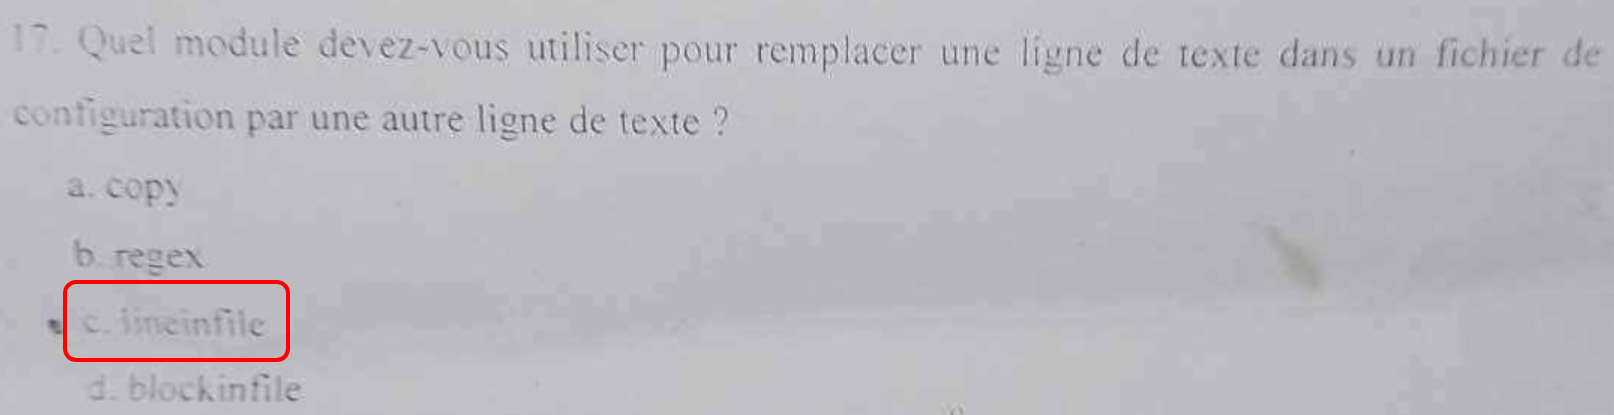 17. Quel module devez-vous utiliser pour remplacer une ligne de texte dans un fichier de
configuration par une autre ligne de texte ?
a. copy
b. regex
c. lineinfile
d. blockinfile